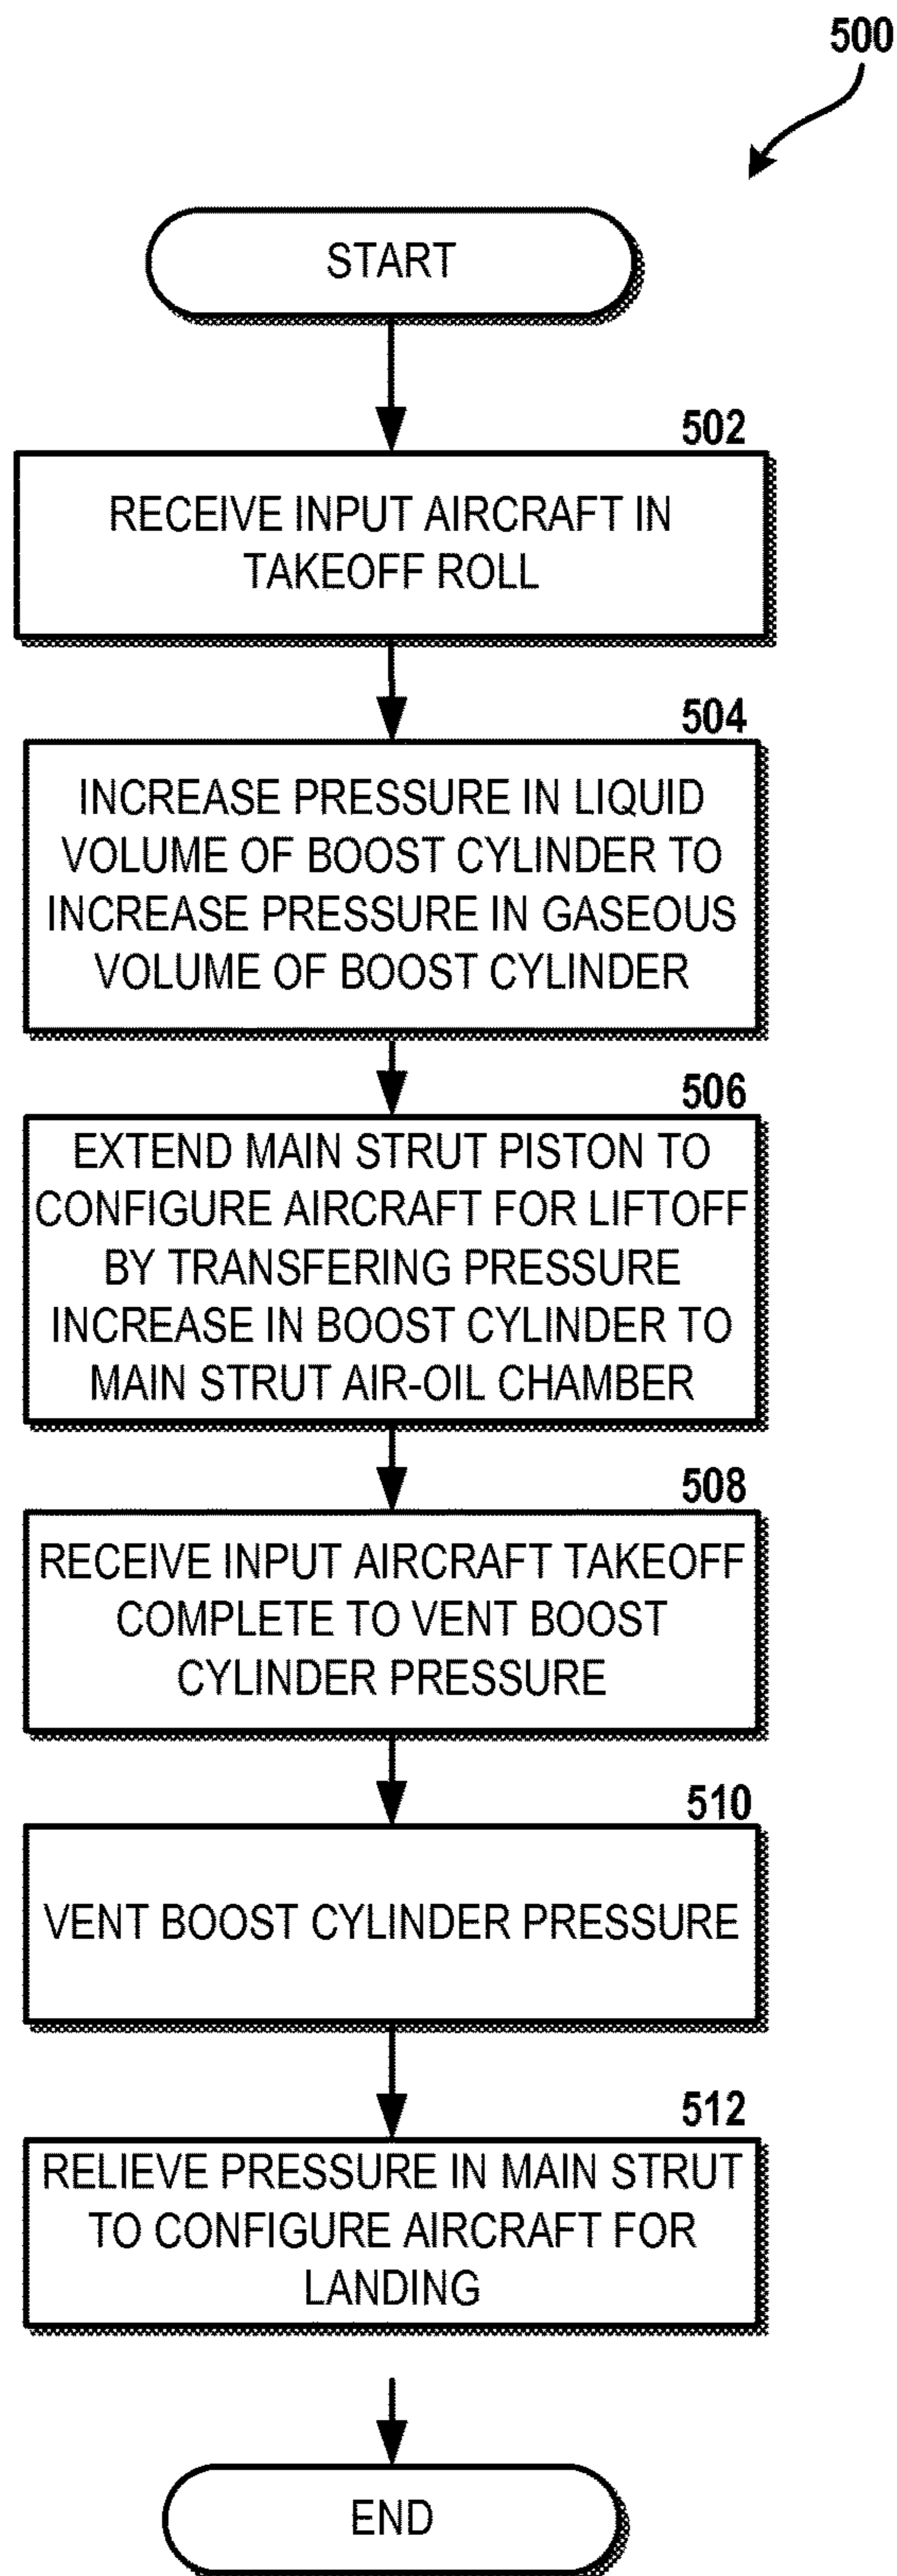 500
START
502
RECEIVE INPUT AIRCRAFT IN
TAKEOFF ROLL
504
INCREASE PRESSURE IN LIQUID
VOLUME OF BOOST CYLINDER TO
INCREASE PRESSURE IN GASEOUS
VOLUME OF BOOST CYLINDER
506
EXTEND MAIN STRUT PISTON TO
CONFIGURE AIRCRAFT FOR LIFTOFF
BY TRANSFERING PRESSURE
INCREASE IN BOOST CYLINDER TO
MAIN STRUT AIR-OIL CHAMBER
508
RECEIVE INPUT AIRCRAFT TAKEOFF
COMPLETE TO VENT BOOST
CYLINDER PRESSURE
510
VENT BOOST CYLINDER PRESSURE
512
RELIEVE PRESSURE IN MAIN STRUT
TO CONFIGURE AIRCRAFT FOR
LANDING
END